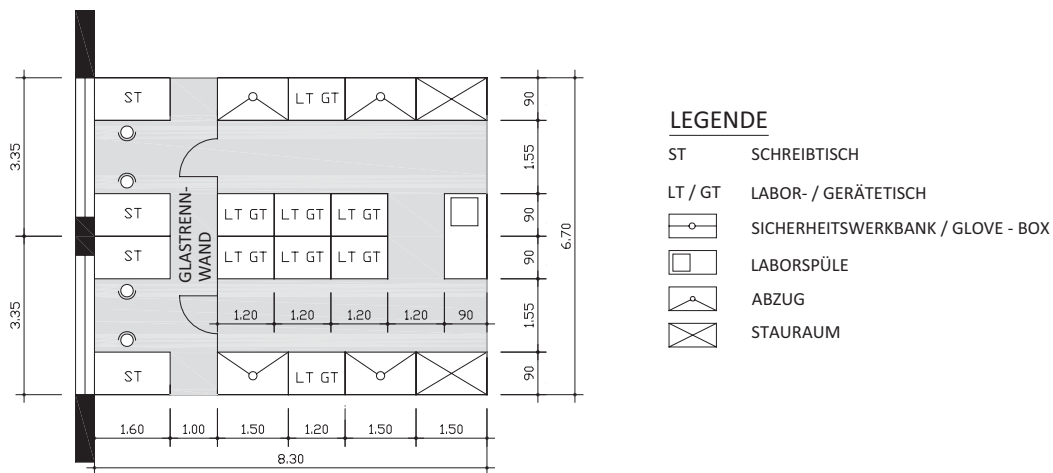 ST
LT GT
90
3.35
1.55
ST
LT GT
LT GT
LT GT
90
GLASTRENN-
WAND
6.70
ST
LT GT
LT GT
LT GT
90
3.35
1.20
1.20
1.20
1.20
90
1.55
ST
LT GT
90
1.60
1.00
1.50
1.20
1.50
1.50
8.30
LEGENDE
ST SCHREIBTISCH
LT / GT LABOR- / GERÄTETISCH
SICHERHEITSWERKBANK / GLOVE - BOX
LABORSPÜLE
ABZUG
STAURAUM